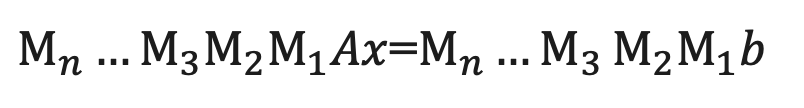 Mₙ … M₃M₂M₁Ax=Mₙ … M₃ M₂M₁b